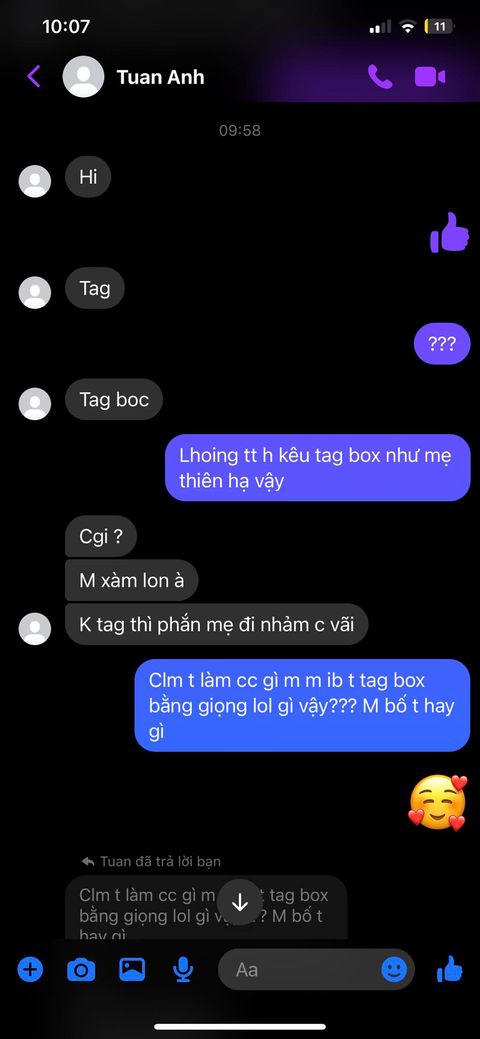 10:07
11
Tuan Anh
09:58
Hi
Tag
???
Tag boc
Lhoing tt h kêu tag box như mẹ
thiên hạ vậy
Cgi ?
M xàm lon à
K tag thì phắn mẹ đi nhảm c vãi
Clm t làm cc gì m m ib t tag box
bằng giọng lol gì vậy??? M bố t hay
gì
Tuan đã trả lời bạn
Clm t làm cc gì m t tag box
bằng giọng lol gì ? M bố t
hay gì
Aa